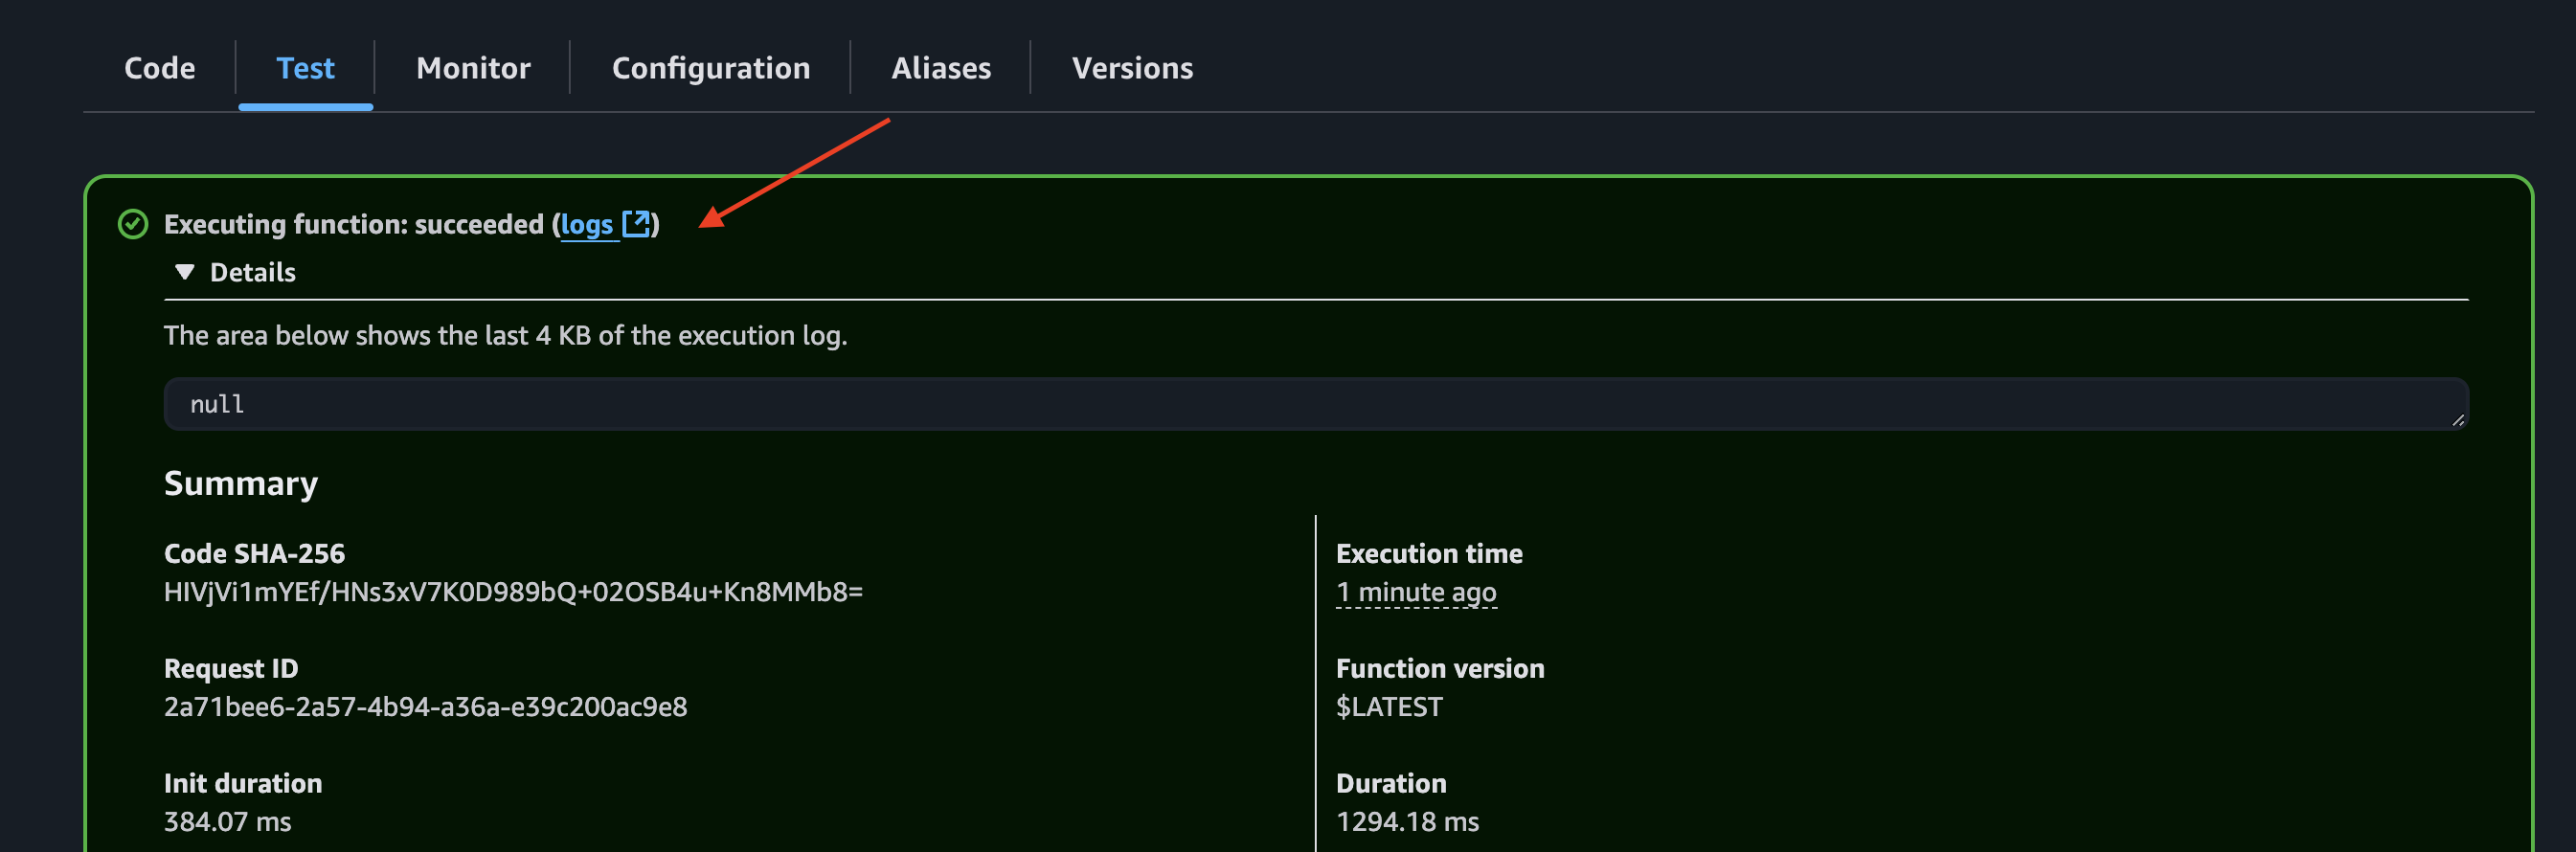 Code Test Monitor Configuration Aliases Versions
Executing function: succeeded (logs)
Details
The area below shows the last 4 KB of the execution log.
null
Summary
Code SHA-256
HIVjVi1mYEf/HNs3xV7K0D989bQ+02OSB4u+Kn8MMb8=
Execution time
1 minute ago
Request ID
2a71bee6-2a57-4b94-a36a-e39c200ac9e8
Function version
$LATEST
Init duration
384.07 ms
Duration
1294.18 ms